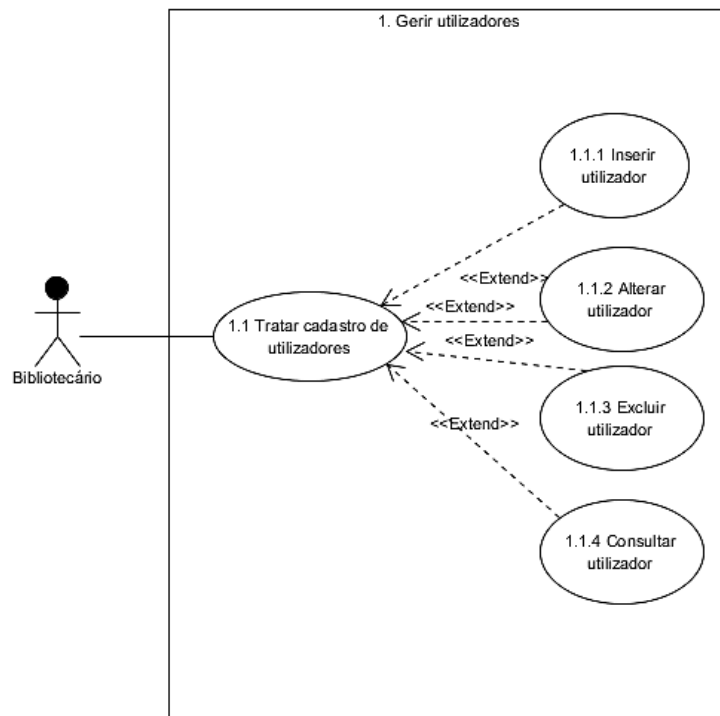 1. Gerir utilizadores
1.1.1 Inserir
utilizador
<<Extend>>
1.1.2 Alterar
utilizador
<<Extend>>
1.1 Tratar cadastro de
utilizadores
<<Extend>>
Bibliotecário
1.1.3 Excluir
utilizador
<<Extend>>
1.1.4 Consultar
utilizador